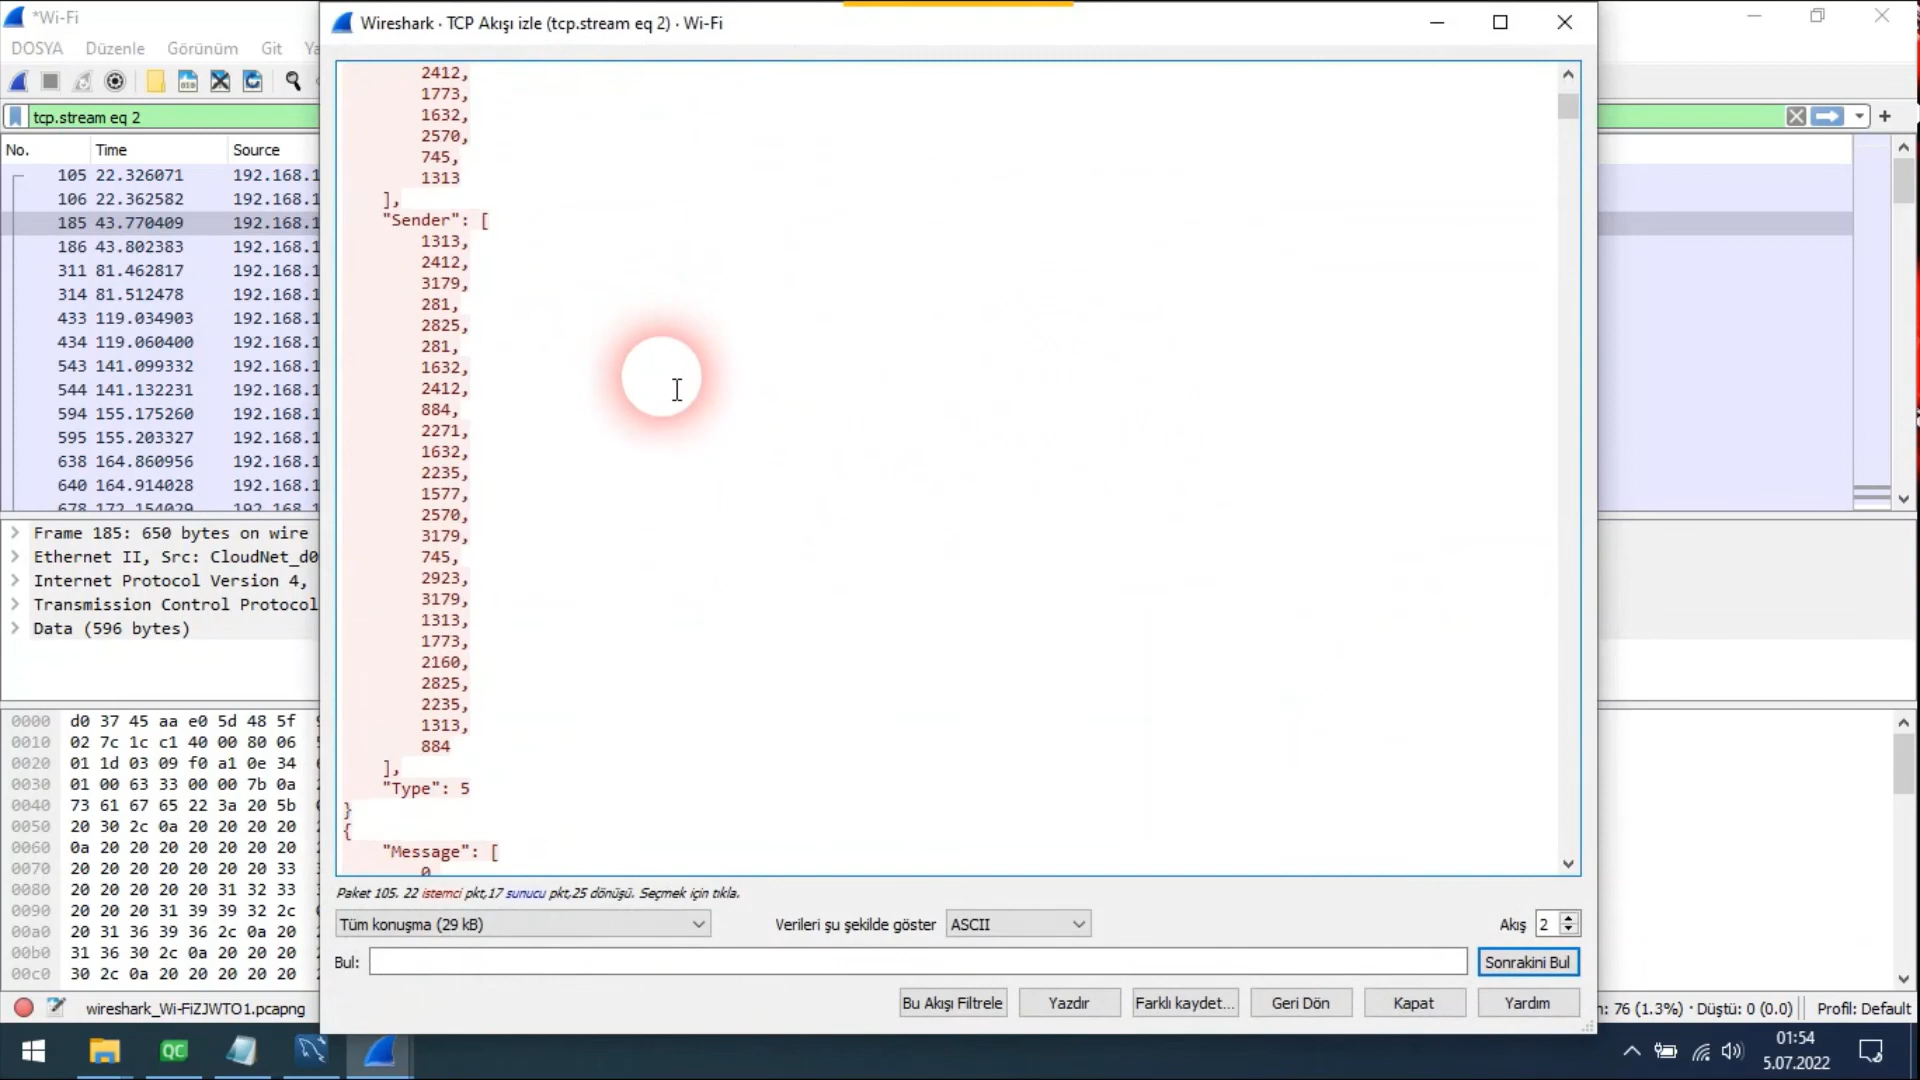 *Wi-Fi
DOSYA Düzenle Görünüm Git
tcp.stream eq 2
No. Time Source
105 22.326071 192.168.1
106 22.362582 192.168.1
185 43.770409 192.168.1
186 43.802383 192.168.1
311 81.462817 192.168.1
314 81.512478 192.168.1
433 119.034903 192.168.1
434 119.060400 192.168.1
543 141.099332 192.168.1
544 141.132231 192.168.1
594 155.175260 192.168.1
595 155.203327 192.168.1
638 164.860956 192.168.1
640 164.914028 192.168.1
678 172.154029 192.168.1
Frame 185: 650 bytes on wire
Ethernet II, Src: CloudNet_d0
Internet Protocol Version 4,
Transmission Control Protocol
Data (596 bytes)
0000 d0 37 45 aa e0 5d 48 5f
0010 02 7c 1c c1 40 00 80 06
0020 01 1d 03 09 f0 a1 0e 34
0030 01 00 63 33 00 00 7b 0a
0040 73 61 67 65 22 3a 20 5b
0050 20 30 2c 0a 20 20 20 20
0060 0a 20 20 20 20 20 20 20
0070 20 20 20 20 20 20 20 33
0080 20 20 20 20 20 31 32 33
0090 20 20 20 31 39 39 32 2c
00a0 20 31 36 39 36 2c 0a 20
00b0 31 36 30 2c 0a 20 20 20
00c0 30 2c 0a 20 20 20 20 20
wireshark_Wi-FiZJWTO1.pcapng
Wireshark · TCP Akışı izle (tcp.stream eq 2) · Wi-Fi
2412,
1773,
1632,
2570,
745,
1313
],
"Sender": [
1313,
2412,
3179,
281,
2825,
281,
1632,
2412,
884,
2271,
1632,
2235,
1577,
2570,
3179,
745,
2923,
3179,
1313,
1773,
2160,
2825,
2235,
1313,
884
],
"Type": 5
}
{
"Message": [
0
Paket 105. 22 istemci pkt,17 sunucu pkt,25 dönüşü. Seçmek için tıkla.
Tüm konuşma (29 kB) Verileri şu şekilde göster ASCII Akış 2
Bul: Sonrakini Bul
Bu Akışı Filtrele Yazdır Farklı kaydet... Geri Dön Kapat Yardım
76 (1.3%) · Düştü: 0 (0.0) Profil: Default
QC
01:54
5.07.2022